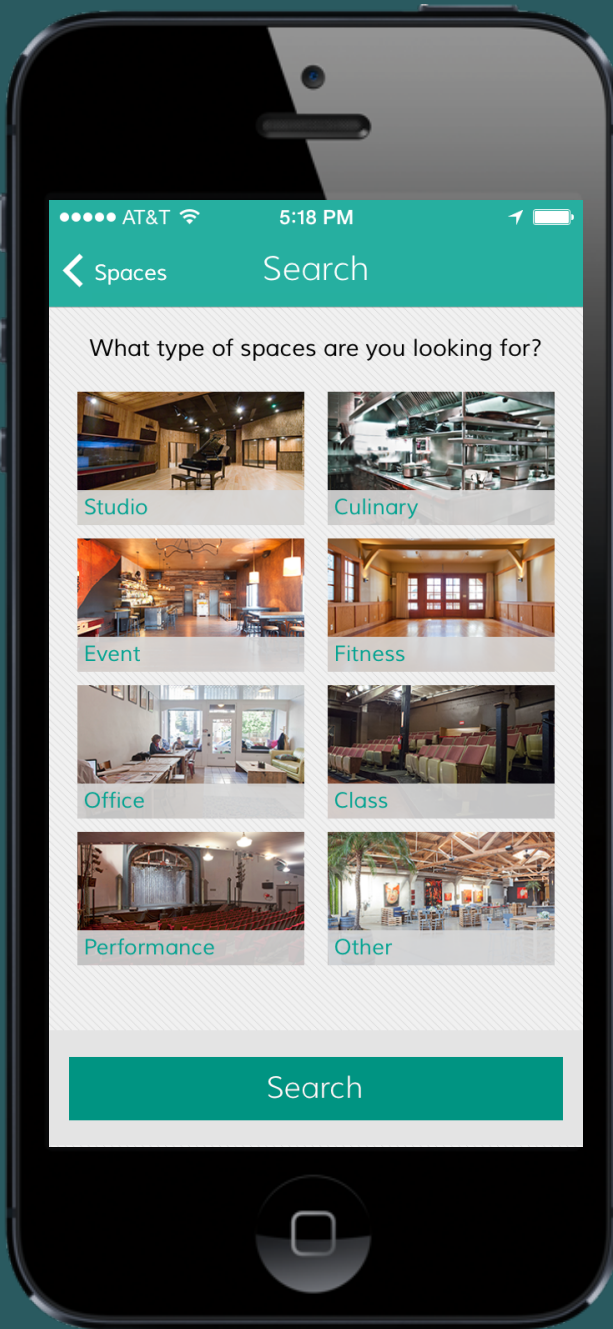 AT&T 5:18 PM
Spaces Search
What type of spaces are you looking for?
Studio Culinary
Event Fitness
Office Class
Performance Other
Search